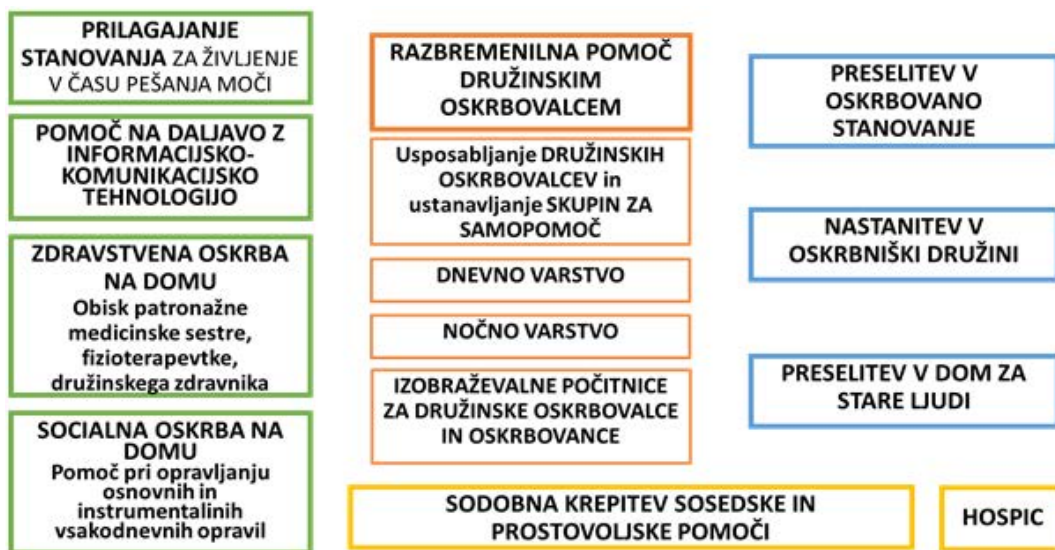 PRILAGAJANJE
STANOVANJA ZA ŽIVLJENJE
V ČASU PEŠANJA MOČI
POMOČ NA DALJAVO Z
INFORMACIJSKO-
KOMUNIKACIJSKO
TEHNOLOGIJO
ZDRAVSTVENA OSKRBA
NA DOMU
Obisk patronažne
medicinske sestre,
fizioterapevtke,
družinskega zdravnika
SOCIALNA OSKRBA NA
DOMU
Pomoč pri opravljanju
osnovnih in
instrumentalinih
vsakodnevnih opravil
RAZBREMENILNA POMOČ
DRUŽINSKIM
OSKRBOVALCEM
Usposabljanje DRUŽINSKIH
OSKRBOVALCEV in
ustanavljanje SKUPIN ZA
SAMOPOMOČ
DNEVNO VARSTVO
NOČNO VARSTVO
IZOBRAŽEVALNE POČITNICE
ZA DRUŽINSKE OSKRBOVALCE
IN OSKRBOVANCE
PRESELITEV V
OSKRBOVANO
STANOVANJE
NASTANITEV V
OSKRBNIŠKI DRUŽINI
PRESELITEV V DOM ZA
STARE LJUDI
SODOBNA KREPITEV SOSEDSKE IN
PROSTOVOLJSKE POMOČI
HOSPIC